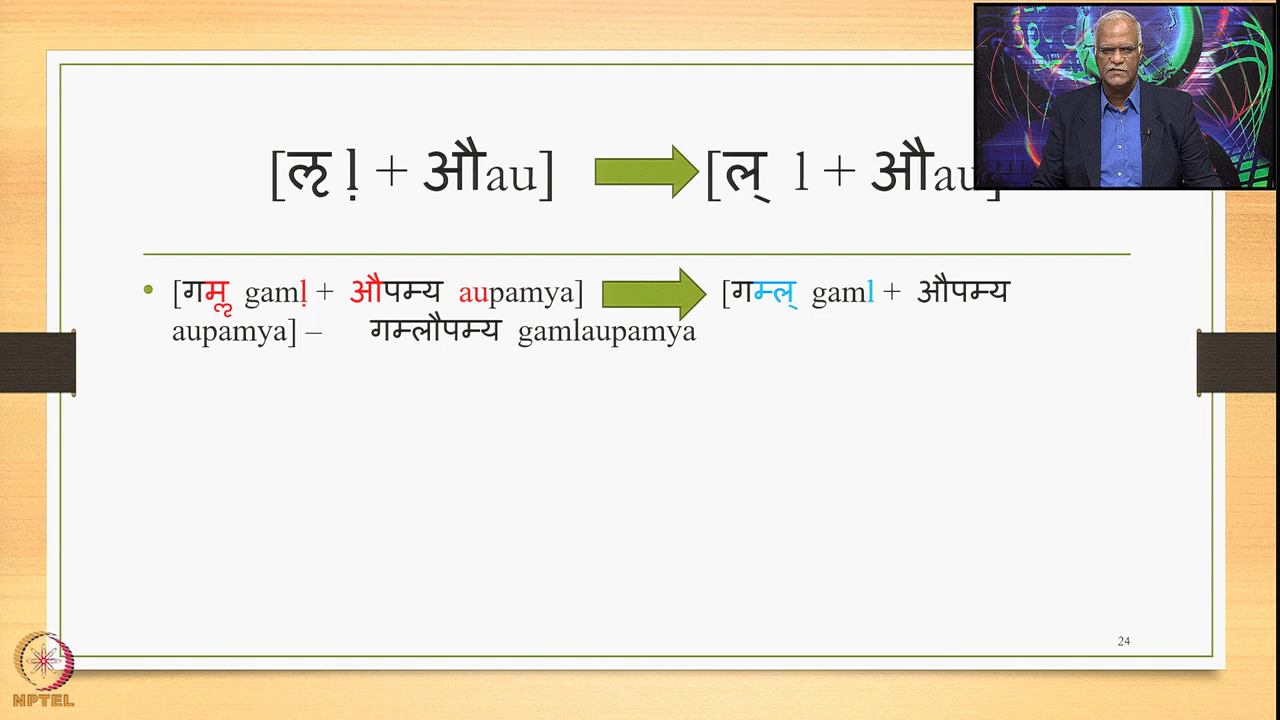 [ऌ ḷ + औau] [ल् l + औau]
• [गमॢ gamḷ + औपम्य aupamya] [गम्ल् gaml + औपम्य
aupamya] – गम्लौपम्य gamlaupamya
24
NPTEL